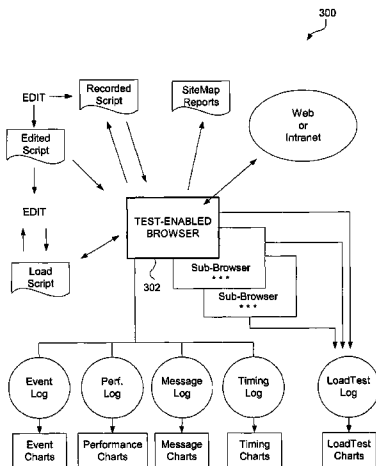 300
Recorded
Script
SiteMap
Reports
Web
or
Intranet
EDIT
Edited
Script
EDIT
Load
Script
TEST-ENABLED
BROWSER
302
Sub-Browser
* * *
Sub-Browser
* * *
Event
Log
Perf.
Log
Message
Log
Timing
Log
LoadTest
Log
Event
Charts
Performance
Charts
Message
Charts
Timing
Charts
LoadTest
Charts